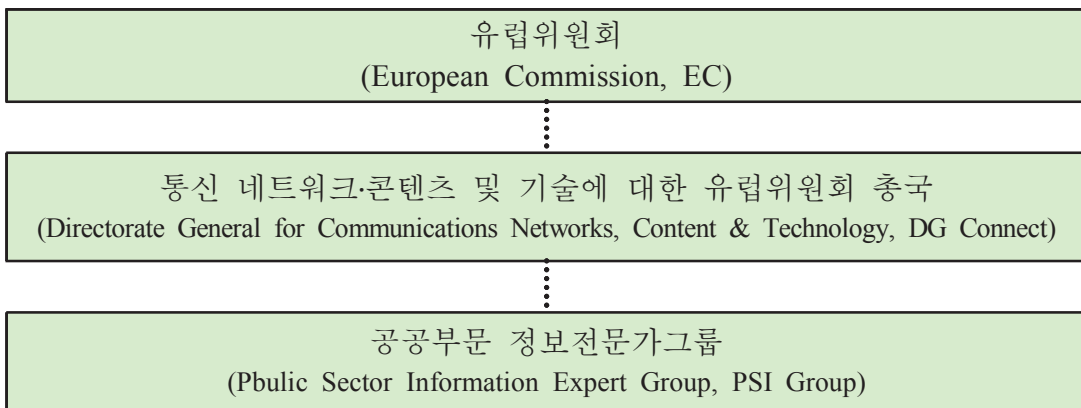 유럽위원회
(European Commission, EC)
통신 네트워크·콘텐츠 및 기술에 대한 유럽위원회 총국
(Directorate General for Communications Networks, Content & Technology, DG Connect)
공공부문 정보전문가그룹
(Pbulic Sector Information Expert Group, PSI Group)